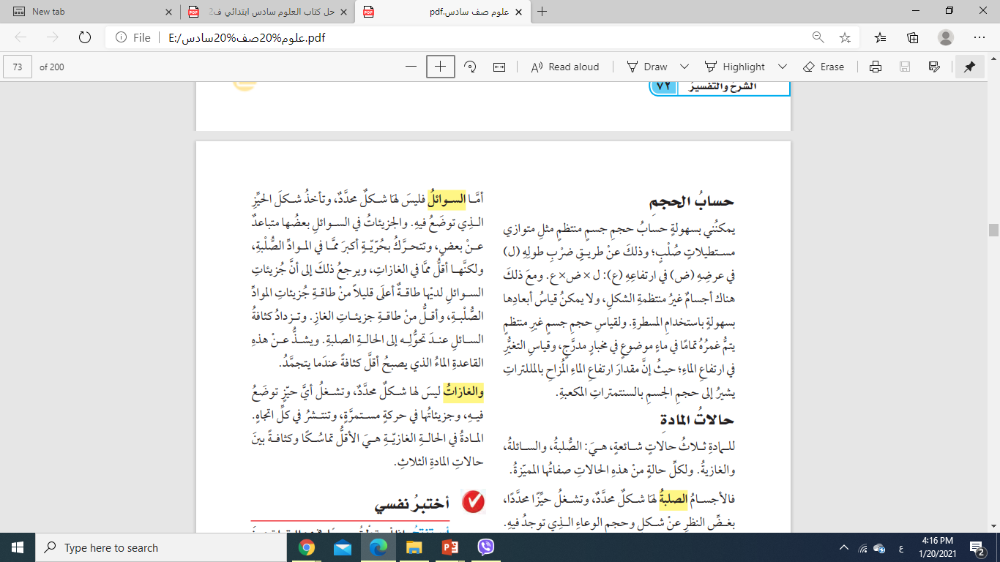 New tab
حل كتاب العلوم سادس ابتدائي ف2
علوم صف سادس.pdf
File
E:/علوم%20صف%20سادس.pdf
73
of 200
Read aloud
Draw
Highlight
Erase
الشرحُ والتفسيرُ
٧٢
حسابُ الحجمِ
يمكنُني بسهولةٍ حسابُ حجمِ جسمٍ منتظمٍ مثلِ متوازي
مستطيلاتٍ صُلْبٍ؛ وذلكَ عنْ طريقِ ضرْبِ طولِهِ (ل)
في عرضِهِ (ض) في ارتفاعِهِ (ع): ل × ض× ع. ومعَ ذلكَ
هناك أجسامٌ غيرُ منتظمةِ الشكلِ، ولا يمكنُ قياسُ أبعادِها
بسهولةٍ باستخدامِ المسطرةِ. ولقياسِ حجمِ جسمٍ غيرِ منتظمٍ
يتمُّ غمرُهُ تمامًا في ماءٍ موضوعٍ في مخبارٍ مدرَّجٍ، وقياسِ التغيُّرِ
في ارتفاعِ الماءِ؛ حيثُ إنَّ مقدارَ ارتفاعِ الماءِ المُزاحِ بالمللتراتِ
يشيرُ إلى حجمِ الجسمِ بالسنتمتراتِ المكعبةِ.
حالاتُ المادةِ
للمادةِ ثلاثُ حالاتٍ شائعةٍ، هيَ: الصُّلبةُ، والسائلةُ،
والغازيةُ. ولكلِّ حالةٍ منْ هذهِ الحالاتِ صفاتُها المميّزةُ.
فالأجسامُ الصلبةُ لهَا شكلٌ محدَّدٌ، وتشغلُ حيِّزًا محدَّدًا،
بغضِّ النظرِ عنْ شكلِ وحجمِ الوعاءِ الذي توجدُ فيهِ.
أمَّا السوائلُ فليسَ لهَا شكلٌ محدَّدٌ، وتأخذُ شكلَ الحيِّزِ
الذِي توضَعُ فيهِ. والجزيئاتُ في السوائلِ بعضُها متباعدٌ
عنْ بعضٍ، وتتحرَّكُ بحُرّيّةٍ أكبرَ ممَّا في الموادِّ الصُّلْبةِ،
ولكنَّها أقلُّ ممَّا في الغازاتِ، ويرجعُ ذلكَ إلى أنَّ جُزيئاتِ
السوائلِ لديْها طاقةٌ أعلَى قليلاً منْ طاقةِ جُزيئاتِ الموادِّ
الصُّلْبةِ، وأقلُّ منْ طاقةِ جزيئاتِ الغازِ. وتزدادُ كثافةُ
السائلِ عندَ تحوُّلِه إلى الحالةِ الصلبةِ. ويشذُّ عنْ هذهِ
القاعدةِ الماءُ الذي يصبحُ أقلَّ كثافةً عندَما يتجمَّدُ.
والغازاتُ ليسَ لها شكلٌ محدَّدٌ، وتشغلُ أيَّ حيّزٍ توضَعُ
فيهِ، وجزيئاتُها في حركةٍ مستمرَّةٍ، وتنتشرُ في كلِّ اتجاهٍ.
المادةُ في الحالةِ الغازيّةِ هيَ الأقلُّ تماسُكًا وكثافةً بينَ
حالاتِ المادةِ الثلاثِ.
أختبرُ نفسي
Type here to search
ع
4:16 PM
1/20/2021
2